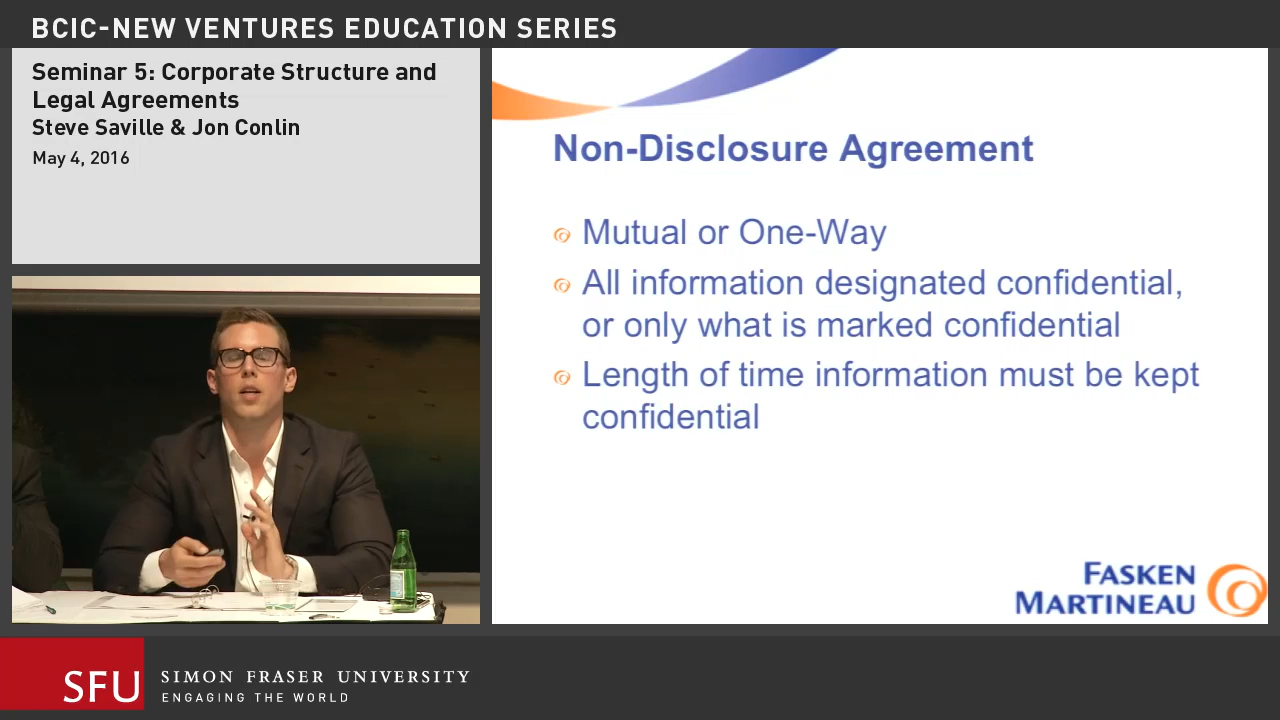 BCIC-NEW VENTURES EDUCATION SERIES
Seminar 5: Corporate Structure and
Legal Agreements
Steve Saville & Jon Conlin
May 4, 2016
Non-Disclosure Agreement
Mutual or One-Way
All information designated confidential,
or only what is marked confidential
Length of time information must be kept
confidential
FASKEN
MARTINEAU
SFU
SIMON FRASER UNIVERSITY
ENGAGING THE WORLD